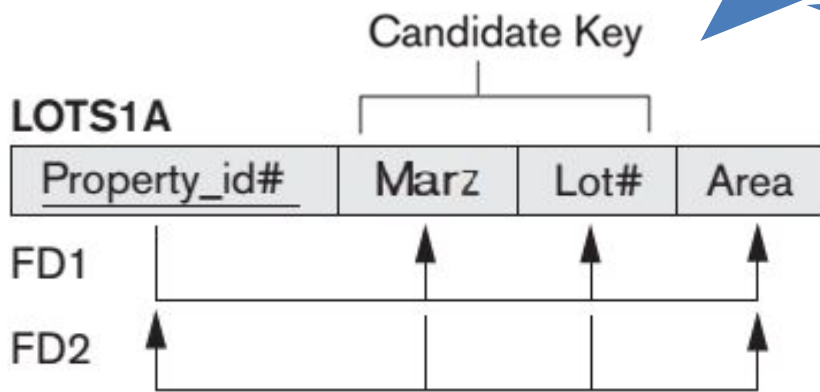 Candidate Key
LOTS1A
Property_id# Marz Lot# Area
FD1
FD2